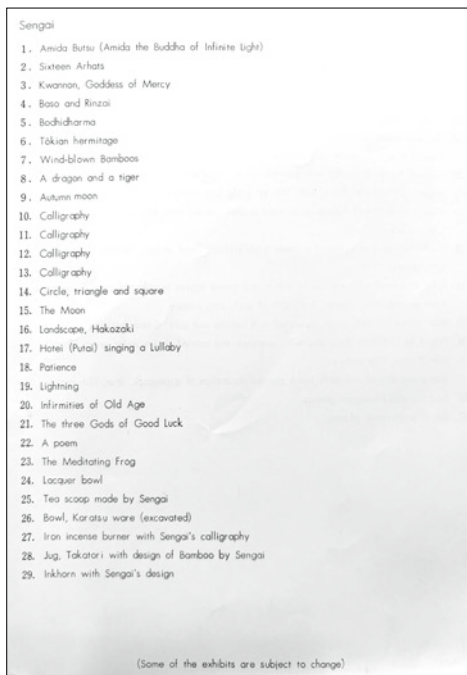 Sengai
1. Amida Butsu (Amida the Buddha of Infinite Light)
2. Sixteen Arhats
3. Kwannon, Goddess of Mercy
4. Baso and Rinzai
5. Bodhidharma
6. Tōkian hermitage
7. Wind-blown Bamboos
8. A dragon and a tiger
9. Autumn moon
10. Calligraphy
11. Calligraphy
12. Calligraphy
13. Calligraphy
14. Circle, triangle and square
15. The Moon
16. Landscape, Hakozaki
17. Hotei (Putai) singing a Lullaby
18. Patience
19. Lightning
20. Infirmities of Old Age
21. The three Gods of Good Luck
22. A poem
23. The Meditating Frog
24. Lacquer bowl
25. Tea scoop made by Sengai
26. Bowl, Karatsu ware (excavated)
27. Iron incense burner with Sengai's calligraphy
28. Jug, Takatori with design of Bamboo by Sengai
29. Inkhorn with Sengai's design
(Some of the exhibits are subject to change)